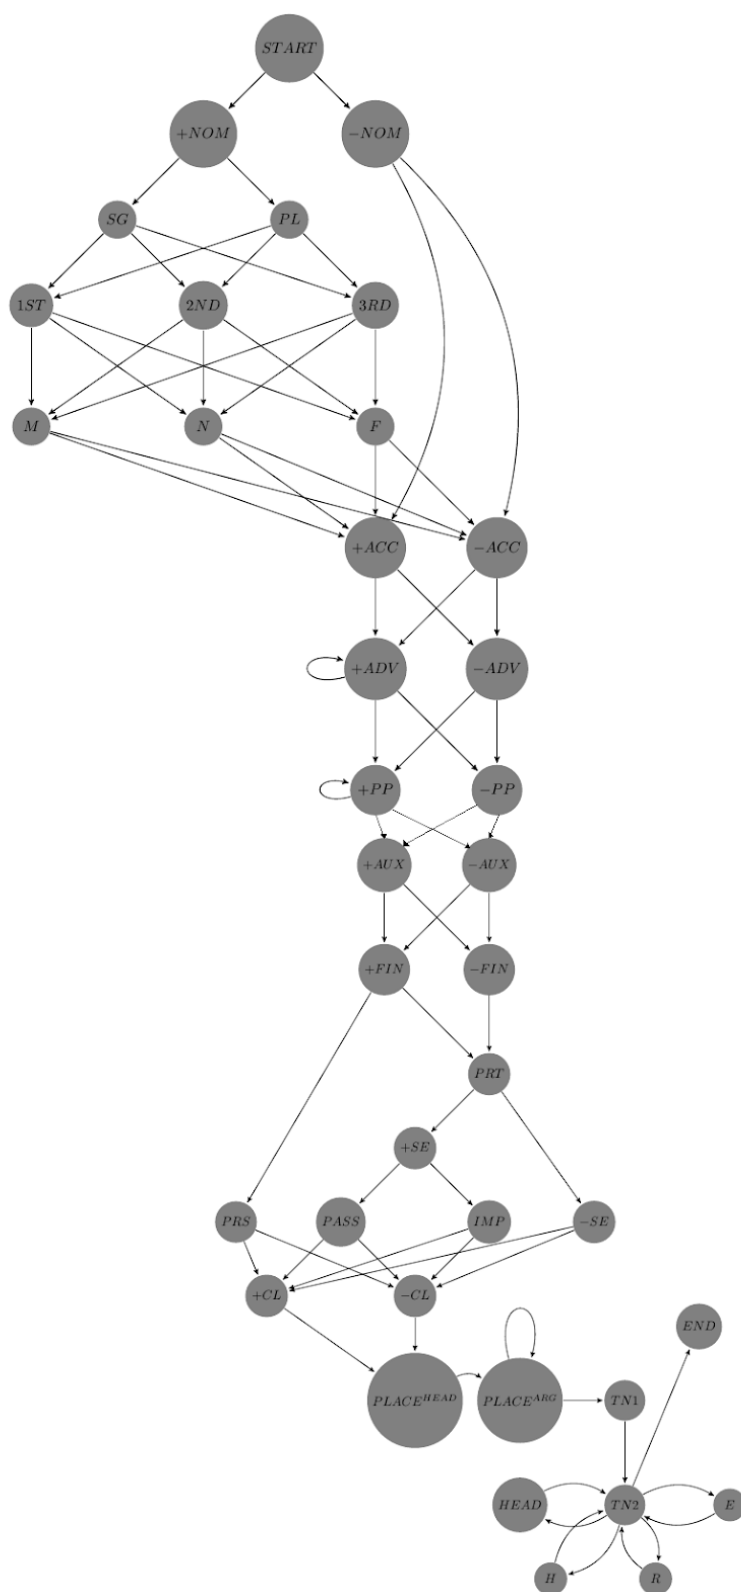 START
+NOM
−NOM
SG
PL
1ST
2ND
3RD
M
N
F
+ACC
−ACC
+ADV
−ADV
+PP
−PP
+AUX
−AUX
+FIN
−FIN
PRT
+SE
PRS
PASS
IMP
−SE
+CL
−CL
END
PLACE^HEAD
PLACE^ARG
TN1
HEAD
TN2
E
H
R